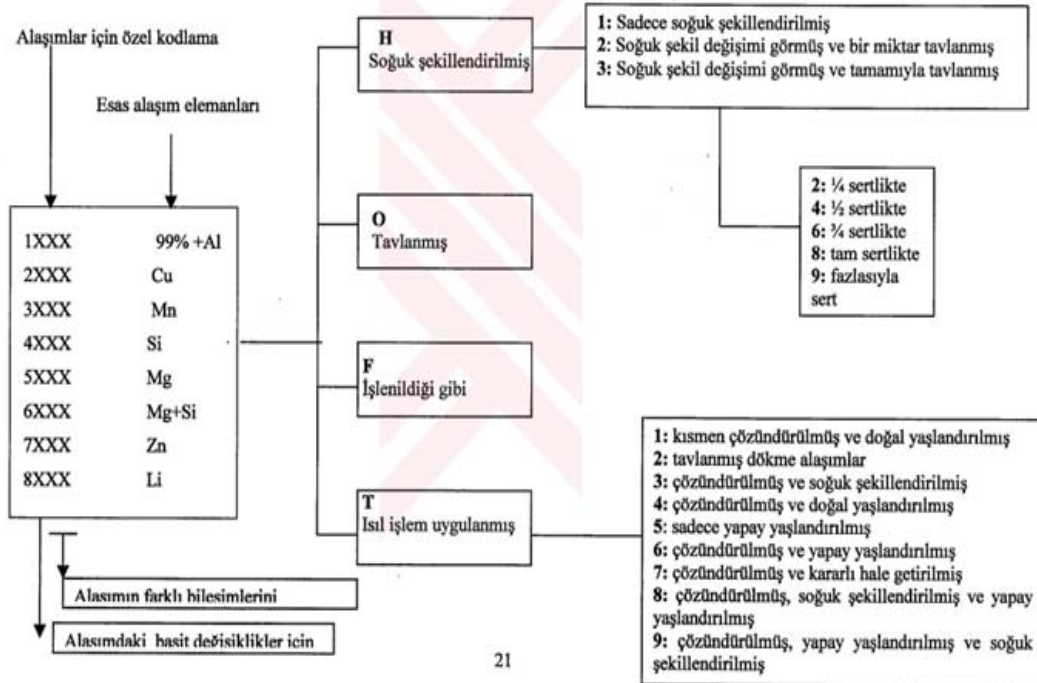 Alaşımlar için özel kodlama
Esas alaşım elemanları
1XXX 99% +Al
2XXX Cu
3XXX Mn
4XXX Si
5XXX Mg
6XXX Mg+Si
7XXX Zn
8XXX Li
Alaşımın farklı bileşimlerini
Alaşımdaki basit değişiklikler için
H
Soğuk şekillendirilmiş
O
Tavlanmış
F
İşlenildiği gibi
T
Isıl işlem uygulanmış
1: Sadece soğuk şekillendirilmiş
2: Soğuk şekil değişimi görmüş ve bir miktar tavlanmış
3: Soğuk şekil değişimi görmüş ve tamamıyla tavlanmış
2: ¼ sertlikte
4: ½ sertlikte
6: ¾ sertlikte
8: tam sertlikte
9: fazlasıyla
sert
1: kısmen çözündürülmüş ve doğal yaşlandırılmış
2: tavlanmış dökme alaşımlar
3: çözündürülmüş ve soğuk şekillendirilmiş
4: çözündürülmüş ve doğal yaşlandırılmış
5: sadece yapay yaşlandırılmış
6: çözündürülmüş ve yapay yaşlandırılmış
7: çözündürülmüş ve kararlı hale getirilmiş
8: çözündürülmüş, soğuk şekillendirilmiş ve yapay
yaşlandırılmış
9: çözündürülmüş, yapay yaşlandırılmış ve soğuk
şekillendirilmiş
21